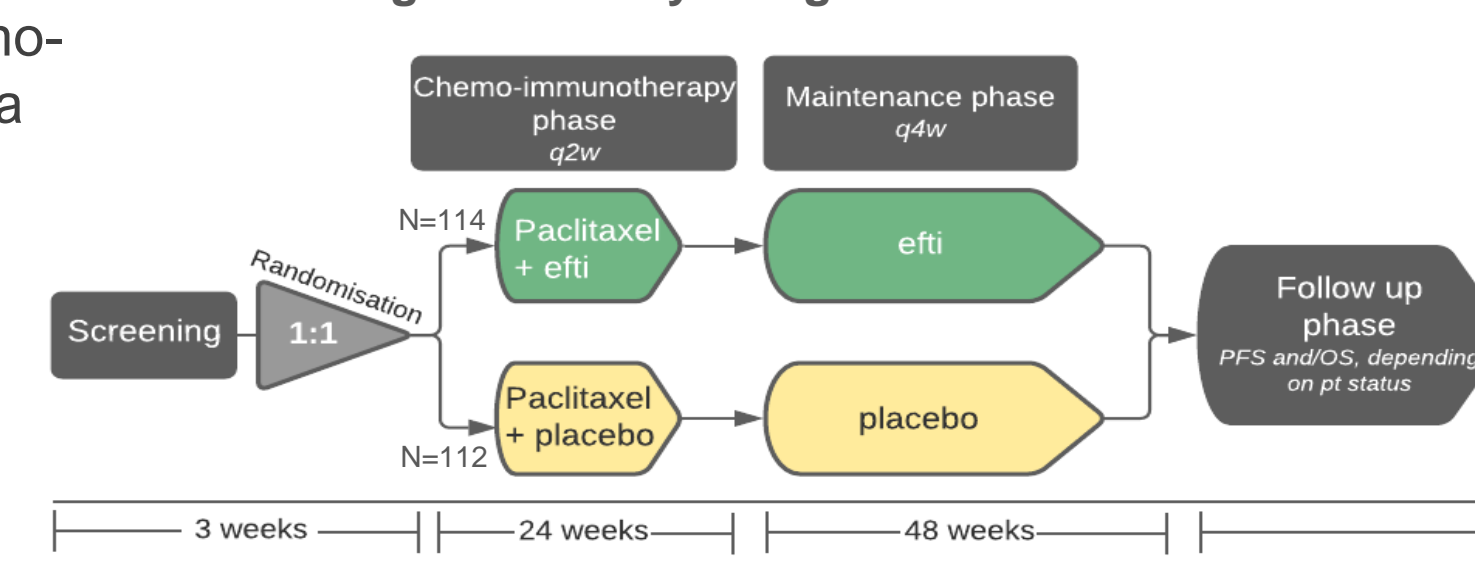 no-
a
Chemo-immunotherapy
phase
q2w
Maintenance phase
q4w
N=114
Paclitaxel
+ efti
efti
Randomisation
Screening
1:1
Follow up
phase
PFS and/OS, depending
on pt status
Paclitaxel
+ placebo
placebo
N=112
3 weeks
24 weeks
48 weeks